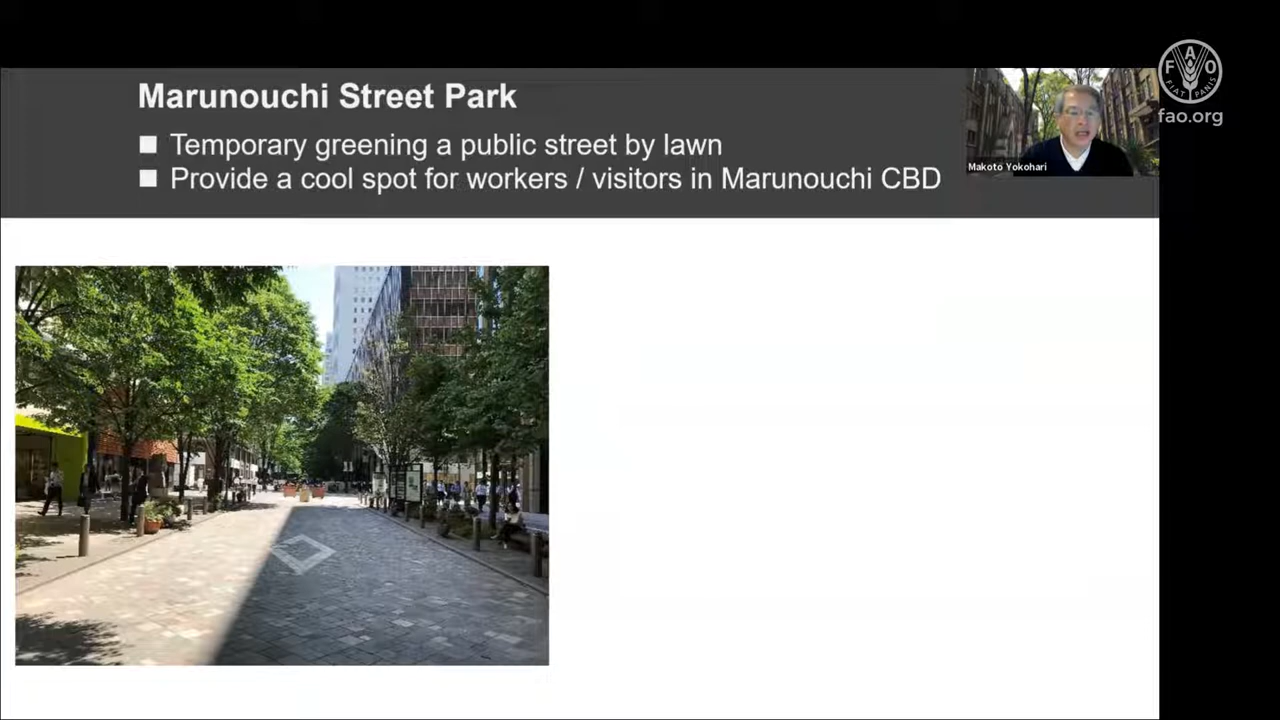 Marunouchi Street Park
Temporary greening a public street by lawn
Provide a cool spot for workers / visitors in Marunouchi CBD
Makoto Yokohari
FAO
FIAT PANIS
fao.org